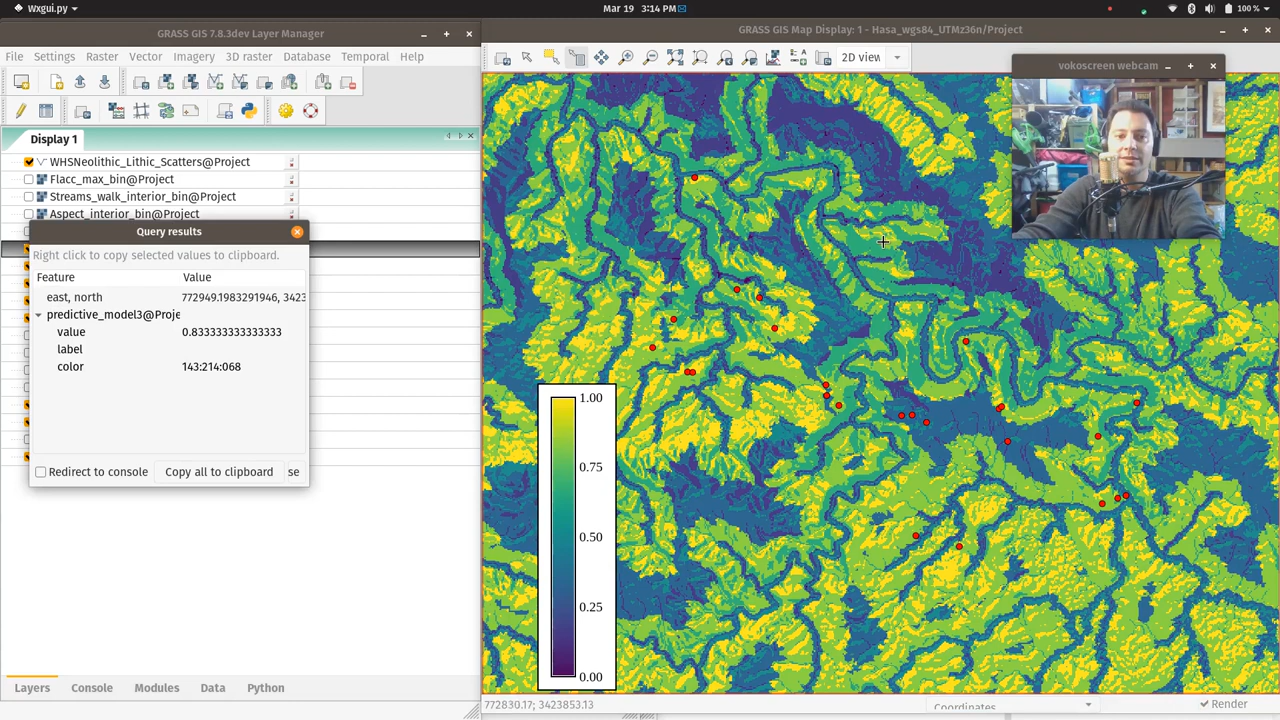 Wxgui.py
Mar 19 3:14 PM
100 %
GRASS GIS 7.8.3dev Layer Manager
GRASS GIS Map Display: 1 - Hasa_wgs84_UTMz36n/Project
File Settings Raster Vector Imagery 3D raster Database Temporal Help
2D view
vokoscreen webcam
Display 1
WHSNeolithic_Lithic_Scatters@Project
Flacc_max_bin@Project
Streams_walk_interior_bin@Project
Aspect_interior_bin@Project
Query results
Right click to copy selected values to clipboard.
Feature Value
east, north 772949.1983291946, 3423
predictive_model3@Proje
value 0.833333333333333
label
color 143:214:068
Redirect to console Copy all to clipboard se
1.00
0.75
0.50
0.25
0.00
Layers Console Modules Data Python
772830.17; 3423853.13
Coordinates
Render